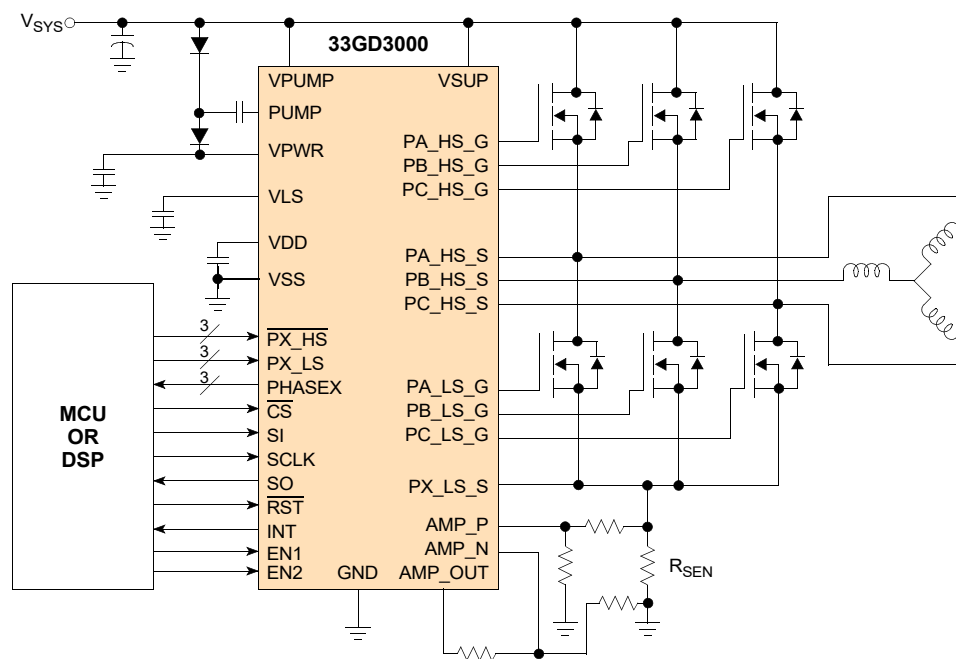 VSYS
33GD3000
VPUMP
VSUP
PUMP
VPWR
VLS
VDD
VSS
PA_HS_G
PB_HS_G
PC_HS_G
PA_HS_S
PB_HS_S
PC_HS_S
MCU
OR
DSP
3
3
3
PX_HS
PX_LS
PHASEX
CS
SI
SCLK
SO
RST
INT
EN1
EN2
GND
PA_LS_G
PB_LS_G
PC_LS_G
PX_LS_S
AMP_P
AMP_N
AMP_OUT
RSEN